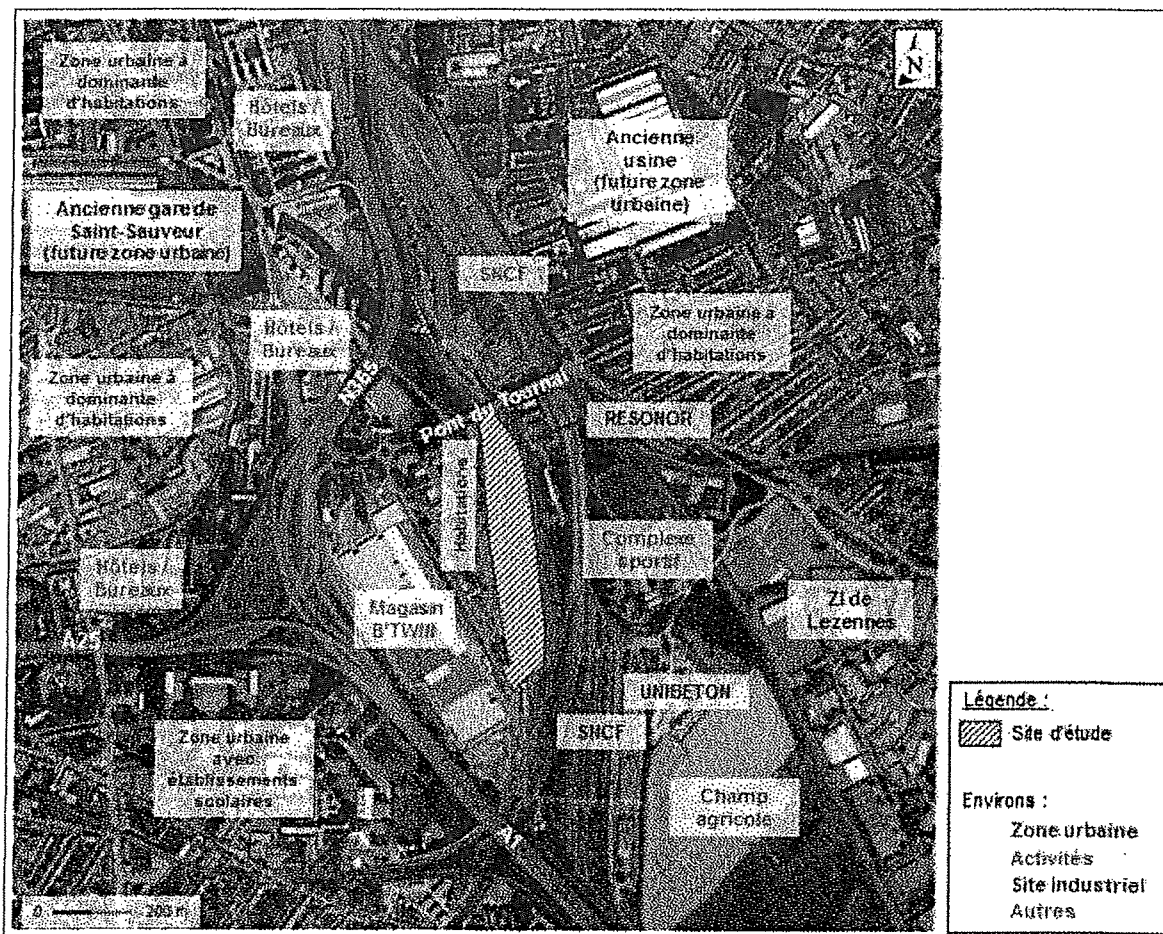 Zone urbaine à
dominante
d'habitations
Hôtels /
Bureaux
N
Ancienne
usine
(future zone
urbaine)
Ancienne gare de
Saint-Sauveur
(future zone urbaine)
SNCF
Hôtels /
Bureaux
Zone urbaine à
dominante
d'habitations
Zone urbaine à
dominante
d'habitations
Pont du Tournai
RESONOR
Habitations
Complexe
sportif
Hôtels /
Bureaux
Magasin
B'TWIN
ZI de
Lezennes
A25
UNIBETON
SNCF
Zone urbaine
avec
établissements
scolaires
Champ
agricole
A1
0 200 m
Légende :
Site d'étude
Environs :
Zone urbaine
Activités
Site industriel
Autres